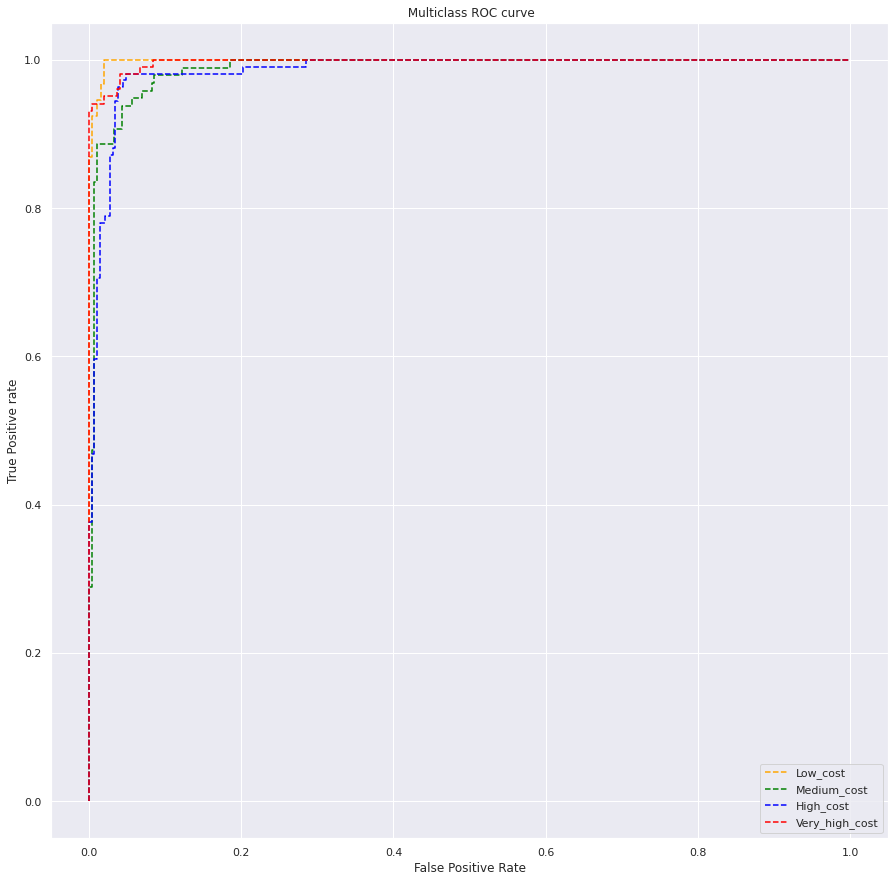 Multiclass ROC curve
True Positive rate
1.0
0.8
0.6
0.4
0.2
0.0
Low_cost
Medium_cost
High_cost
Very_high_cost
0.0 0.2 0.4 0.6 0.8 1.0
False Positive Rate